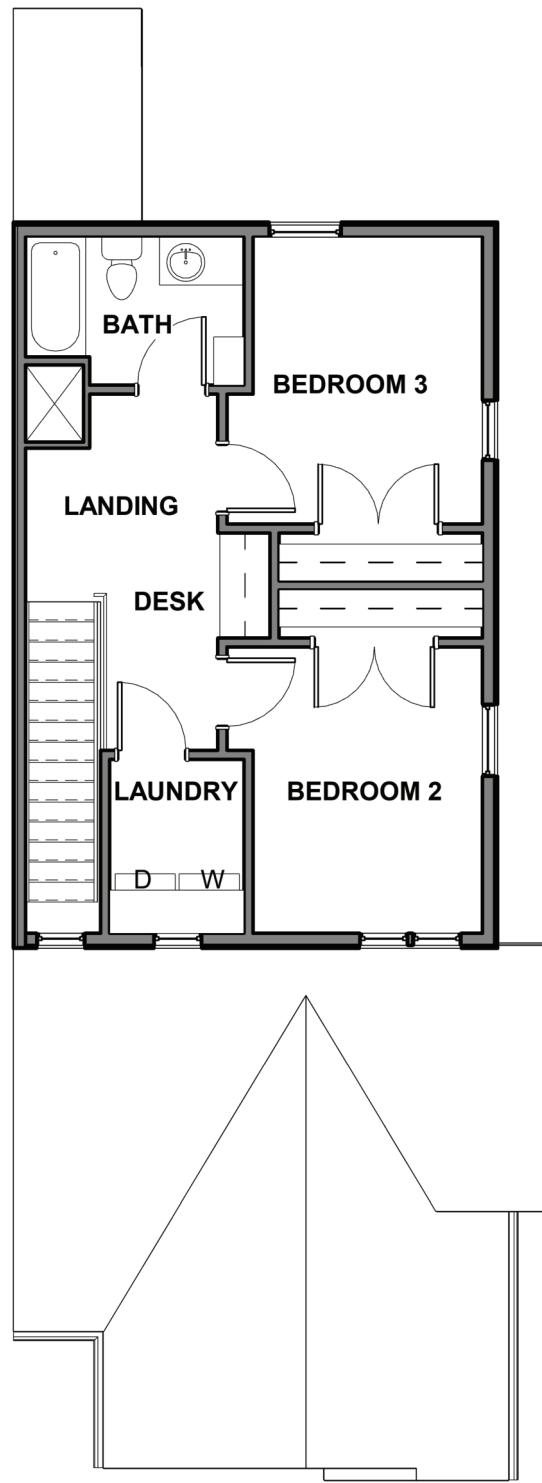 BATH
BEDROOM 3
LANDING
DESK
LAUNDRY
BEDROOM 2
D W